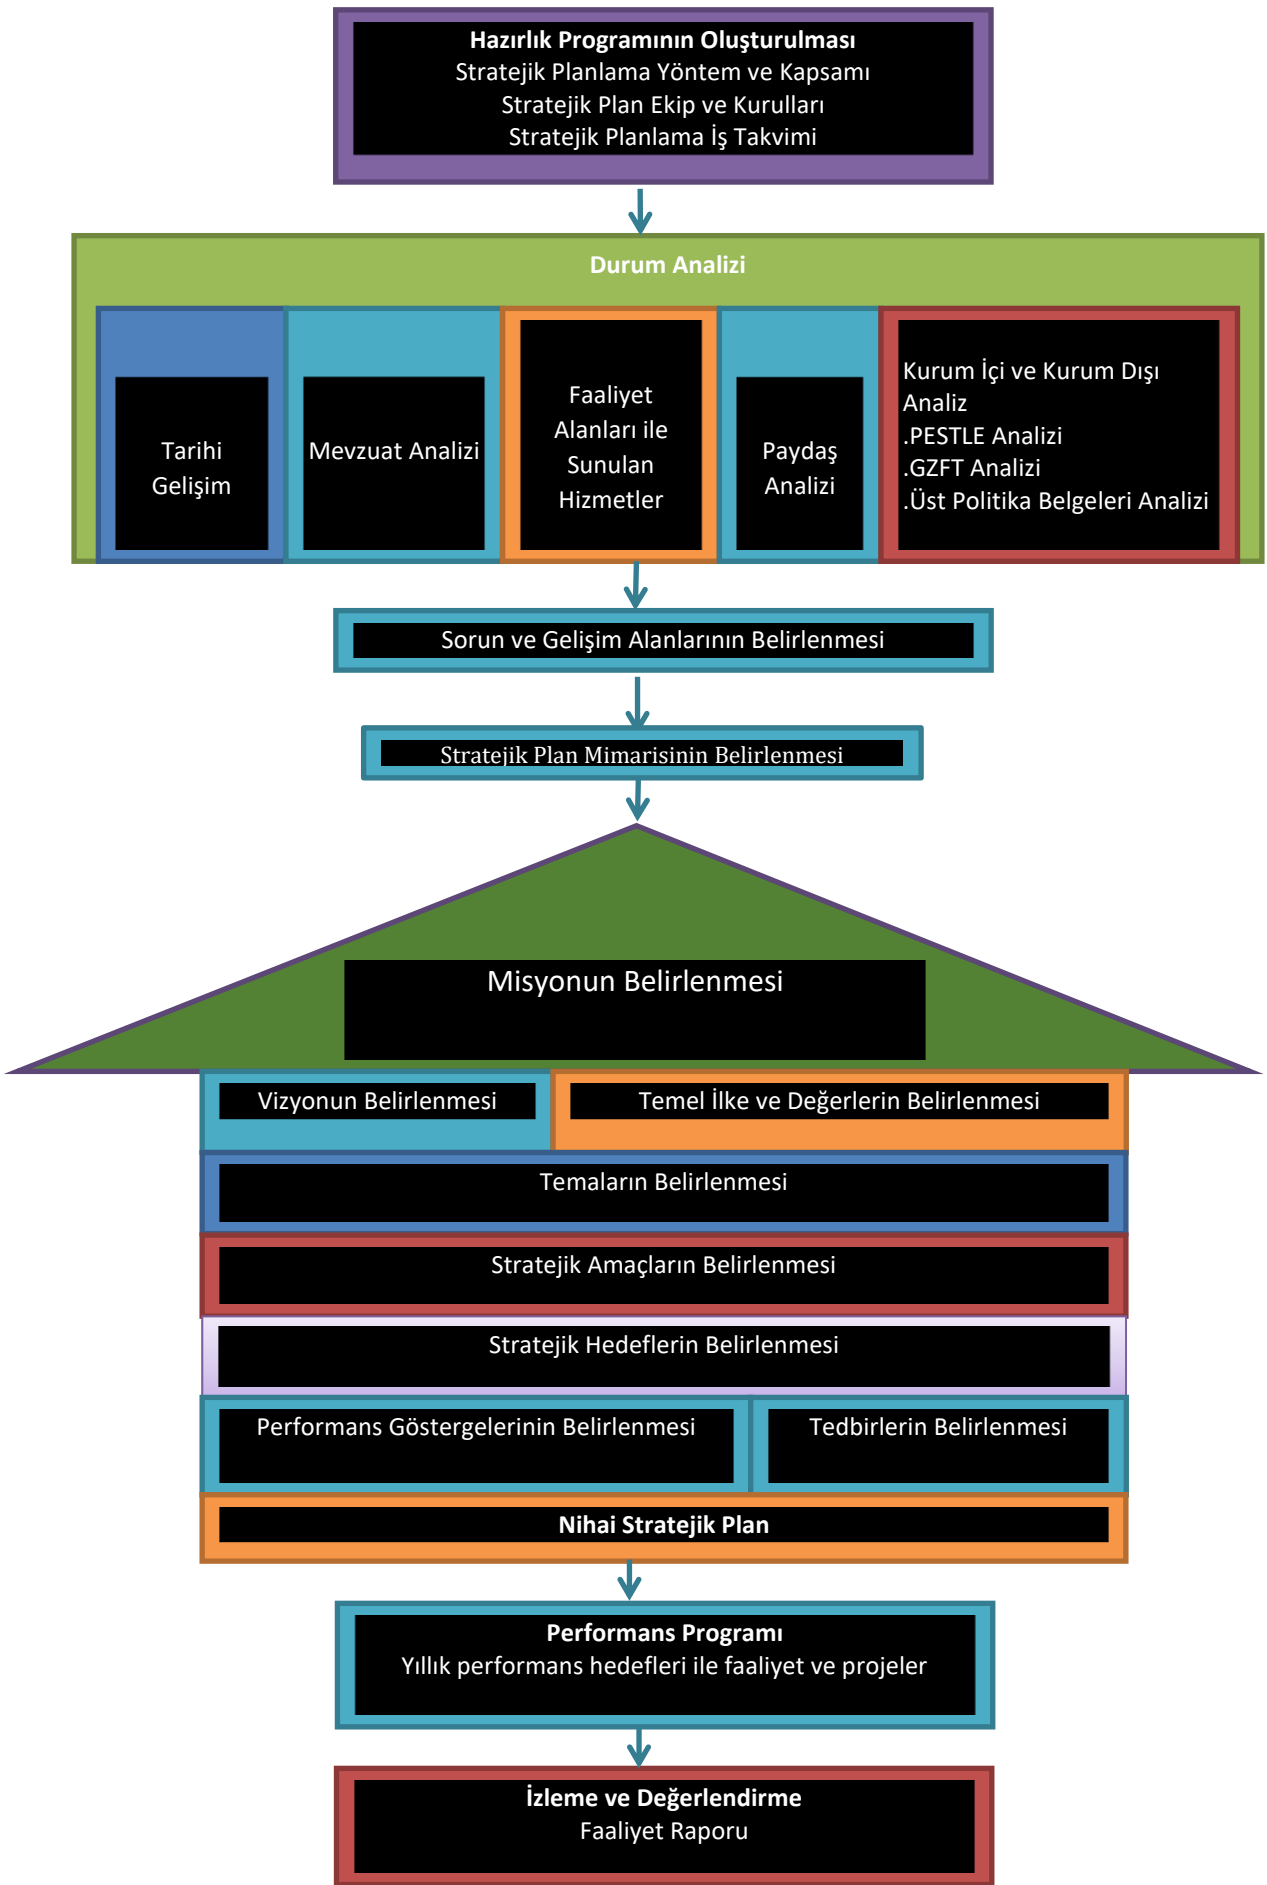 Hazırlık Programının Oluşturulması
Stratejik Planlama Yöntem ve Kapsamı
Stratejik Plan Ekip ve Kurulları
Stratejik Planlama İş Takvimi
Durum Analizi
Tarihi
Gelişim
Mevzuat Analizi
Faaliyet
Alanları ile
Sunulan
Hizmetler
Paydaş
Analizi
Kurum İçi ve Kurum Dışı
Analiz
.PESTLE Analizi
.GZFT Analizi
.Üst Politika Belgeleri Analizi
Sorun ve Gelişim Alanlarının Belirlenmesi
Stratejik Plan Mimarisinin Belirlenmesi
Misyonun Belirlenmesi
Vizyonun Belirlenmesi
Temel İlke ve Değerlerin Belirlenmesi
Temaların Belirlenmesi
Stratejik Amaçların Belirlenmesi
Stratejik Hedeflerin Belirlenmesi
Performans Göstergelerinin Belirlenmesi
Tedbirlerin Belirlenmesi
Nihai Stratejik Plan
Performans Programı
Yıllık performans hedefleri ile faaliyet ve projeler
İzleme ve Değerlendirme
Faaliyet Raporu